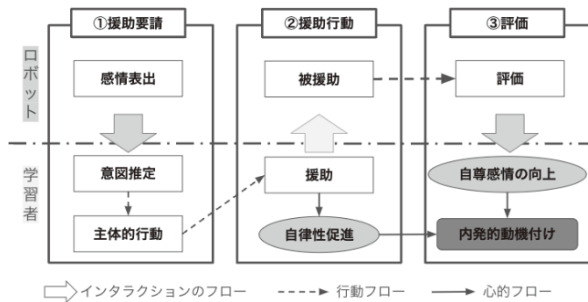 ①援助要請
②援助行動
③評価
ロボット
感情表出
被援助
評価
学習者
意図推定
援助
自尊感情の向上
主体的行動
自律性促進
内発的動機付け
インタラクションのフロー
行動フロー
心的フロー